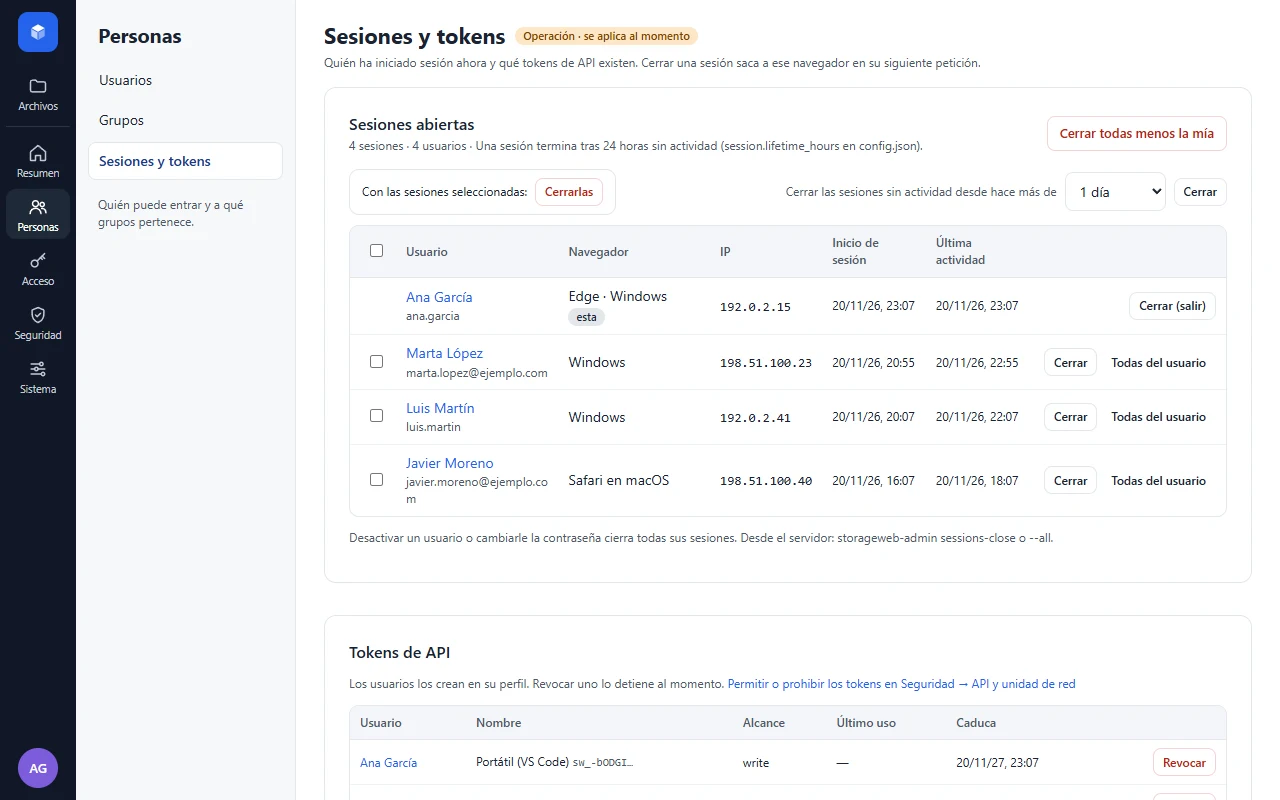 Archivos
Resumen
Personas
Acceso
Seguridad
Sistema
AG
Personas
Usuarios
Grupos
Sesiones y tokens
Quién puede entrar y a qué
grupos pertenece.
Sesiones y tokens Operación · se aplica al momento
Quién ha iniciado sesión ahora y qué tokens de API existen. Cerrar una sesión saca a ese navegador en su siguiente petición.
Sesiones abiertas
4 sesiones · 4 usuarios · Una sesión termina tras 24 horas sin actividad (session.lifetime_hours en config.json).
Cerrar todas menos la mía
Con las sesiones seleccionadas: Cerrarlas
Cerrar las sesiones sin actividad desde hace más de 1 día Cerrar
Usuario Navegador IP Inicio de sesión Última actividad
Ana García Edge · Windows
ana.garcia esta 192.0.2.15 20/11/26, 23:07 20/11/26, 23:07 Cerrar (salir)
Marta López
marta.lopez@ejemplo.com Windows 198.51.100.23 20/11/26, 20:55 20/11/26, 22:55 Cerrar Todas del usuario
Luis Martín
luis.martin Windows 192.0.2.41 20/11/26, 20:07 20/11/26, 22:07 Cerrar Todas del usuario
Javier Moreno
javier.moreno@ejemplo.co
m Safari en macOS 198.51.100.40 20/11/26, 16:07 20/11/26, 18:07 Cerrar Todas del usuario
Desactivar un usuario o cambiarle la contraseña cierra todas sus sesiones. Desde el servidor: storageweb-admin sessions-close o --all.
Tokens de API
Los usuarios los crean en su perfil. Revocar uno lo detiene al momento. Permitir o prohibir los tokens en Seguridad → API y unidad de red
Usuario Nombre Alcance Último uso Caduca
Ana García Portátil (VS Code) sw_-bODGI… write — 20/11/27, 23:07 Revocar